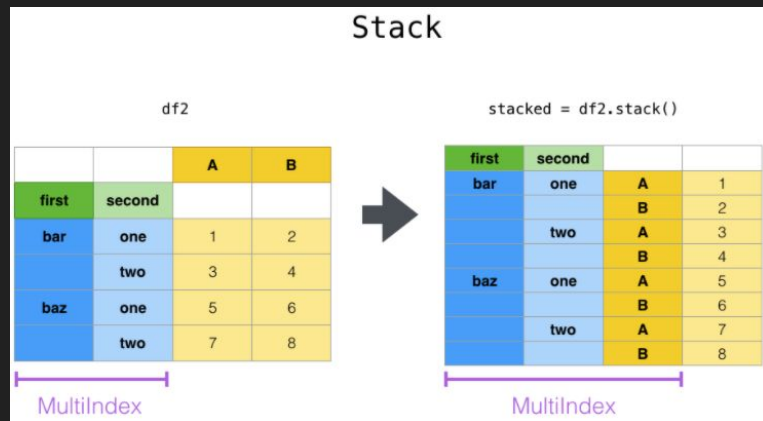 Stack
df2
A B
first second
bar one 1 2
two 3 4
baz one 5 6
two 7 8
MultiIndex
stacked = df2.stack()
first second
bar one A 1
B 2
two A 3
B 4
baz one A 5
B 6
two A 7
B 8
MultiIndex